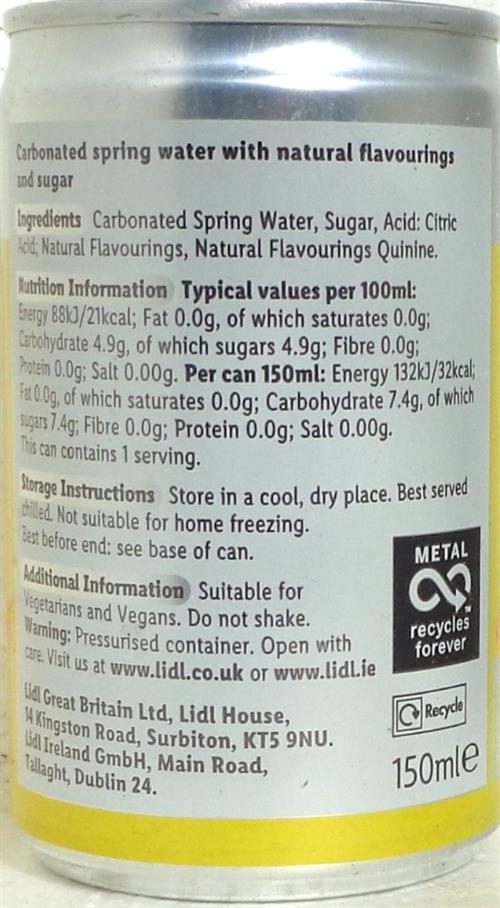 Carbonated spring water with natural flavourings
and sugar
Ingredients Carbonated Spring Water, Sugar, Acid: Citric
Acid; Natural Flavourings, Natural Flavourings Quinine.
Nutrition Information Typical values per 100ml:
Energy 88kJ/21kcal; Fat 0.0g, of which saturates 0.0g;
Carbohydrate 4.9g, of which sugars 4.9g; Fibre 0.0g;
Protein 0.0g; Salt 0.00g. Per can 150ml: Energy 132kJ/32kcal;
Fat 0.0g, of which saturates 0.0g; Carbohydrate 7.4g, of which
sugars 7.4g; Fibre 0.0g; Protein 0.0g; Salt 0.00g.
This can contains 1 serving.
Storage Instructions Store in a cool, dry place. Best served
chilled. Not suitable for home freezing.
Best before end: see base of can.
Additional Information Suitable for
Vegetarians and Vegans. Do not shake.
Warning: Pressurised container. Open with
care. Visit us at www.lidl.co.uk or www.lidl.ie
Lidl Great Britain Ltd, Lidl House,
14 Kingston Road, Surbiton, KT5 9NU.
Lidl Ireland GmbH, Main Road,
Tallaght, Dublin 24.
METAL
recycles
forever
TM
Recycle
150ml e